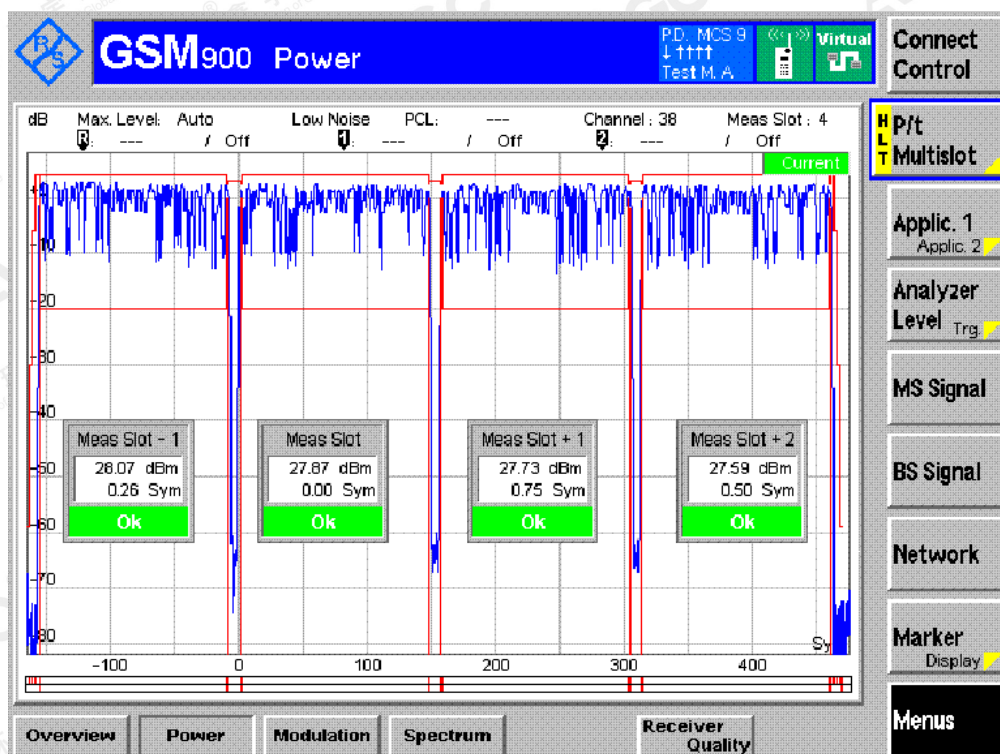 R&S
GSM900 Power
P.D. MCS 9
↓ ↑↑↑↑
Test M. A
Virtual
Connect Control
dB Max. Level: Auto Low Noise PCL: --- Channel : 38 Meas Slot : 4
R: --- / Off 1: --- / Off 2: --- / Off
Current
HLT
P/t Multislot
Applic. 1
Applic. 2
Analyzer Level Trg.
MS Signal
BS Signal
Network
Marker
Display
Menus
-10
-20
-30
-40
-50
-60
-70
-80
Meas Slot - 1
28.07 dBm
0.26 Sym
Ok
Meas Slot
27.87 dBm
0.00 Sym
Ok
Meas Slot + 1
27.73 dBm
0.75 Sym
Ok
Meas Slot + 2
27.59 dBm
0.50 Sym
Ok
Sy
-100 0 100 200 300 400
Overview Power Modulation Spectrum Receiver Quality